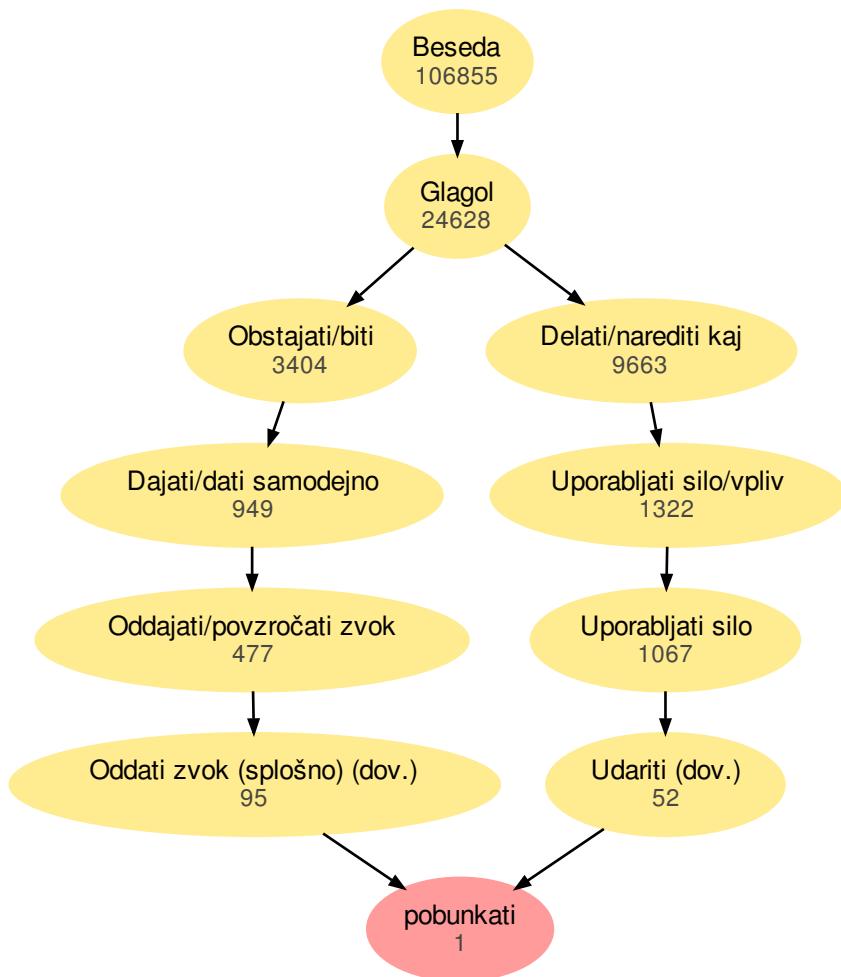 Beseda
106855
Glagol
24628
Obstajati/biti
3404
Delati/narediti kaj
9663
Dajati/dati samodejno
949
Uporabljati silo/vpliv
1322
Oddajati/povzročati zvok
477
Uporabljati silo
1067
Oddati zvok (splošno) (dov.)
95
Udariti (dov.)
52
pobunkati
1